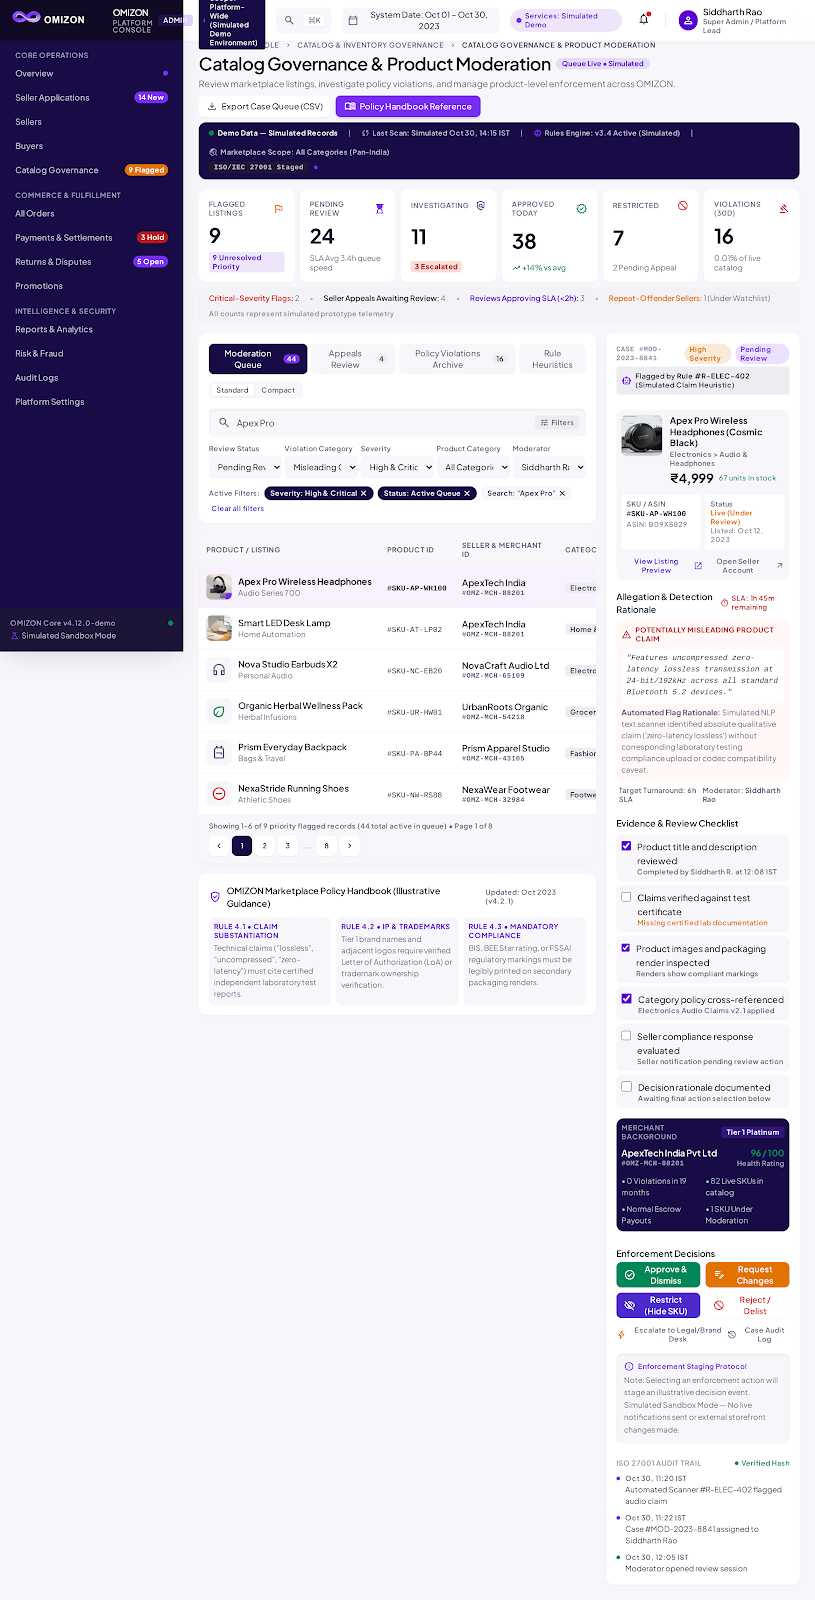 OMIZON
OMIZON
PLATFORM
CONSOLE
ADMIN
CORE OPERATIONS
Overview
Seller Applications
14 New
Sellers
Buyers
Catalog Governance
9 Flagged
COMMERCE & FULFILLMENT
All Orders
Payments & Settlements
3 Hold
Returns & Disputes
5 Open
Promotions
INTELLIGENCE & SECURITY
Reports & Analytics
Risk & Fraud
Audit Logs
Platform Settings
OMIZON Core v4.12.0-demo
Simulated Sandbox Mode
Platform-
Wide
(Simulated
Demo
Environment)
⌘K
System Date: Oct 01 – Oct 30,
2023
Services: Simulated
Demo
Siddharth Rao
Super Admin / Platform
Lead
CATALOG & INVENTORY GOVERNANCE > CATALOG GOVERNANCE & PRODUCT MODERATION
Catalog Governance & Product Moderation
Queue Live • Simulated
Review marketplace listings, investigate policy violations, and manage product-level enforcement across OMIZON.
Export Case Queue (CSV)
Policy Handbook Reference
Demo Data — Simulated Records | Last Scan: Simulated Oct 30, 14:15 IST | Rules Engine: v3.4 Active (Simulated) |
Marketplace Scope: All Categories (Pan-India)
ISO/IEC 27001 Staged
FLAGGED
LISTINGS
9
9 Unresolved
Priority
PENDING
REVIEW
24
SLA Avg 3.4h queue
speed
INVESTIGATING
11
3 Escalated
APPROVED
TODAY
38
+14% vs avg
RESTRICTED
7
2 Pending Appeal
VIOLATIONS
(30D)
16
0.01% of live
catalog
Critical-Severity Flags: 2 • Seller Appeals Awaiting Review: 4 • Reviews Approving SLA (<2h): 3 • Repeat-Offender Sellers: 1 (Under Watchlist)
All counts represent simulated prototype telemetry
Moderation
Queue
44
Appeals
Review
4
Policy Violations
Archive
16
Rule
Heuristics
Standard
Compact
Apex Pro
Filters
Review Status
Violation Category
Severity
Product Category
Moderator
Pending Rev
Misleading C
High & Critic
All Categorie
Siddharth Ra
Active Filters:
Severity: High & Critical ✕
Status: Active Queue ✕
Search: "Apex Pro" ✕
Clear all filters
PRODUCT / LISTING
PRODUCT ID
SELLER & MERCHANT
ID
CATEGC
Apex Pro Wireless Headphones
Audio Series 700
#SKU-AP-WH100
ApexTech India
#OMZ-MCH-88201
Electro
Smart LED Desk Lamp
Home Automation
#SKU-AT-LP02
ApexTech India
#OMZ-MCH-88201
Home &
Nova Studio Earbuds X2
Personal Audio
#SKU-NC-EB20
NovaCraft Audio Ltd
#OMZ-MCH-65109
Electro
Organic Herbal Wellness Pack
Herbal Infusions
#SKU-UR-HW01
UrbanRoots Organic
#OMZ-MCH-54218
Grocer
Prism Everyday Backpack
Bags & Travel
#SKU-PA-BP44
Prism Apparel Studio
#OMZ-MCH-43105
Fashion
NexaStride Running Shoes
Athletic Shoes
#SKU-NW-RS88
NexaWear Footwear
#OMZ-MCH-32984
Footwe
Showing 1-6 of 9 priority flagged records (44 total active in queue) • Page 1 of 8
1
2
3
...
8
OMIZON Marketplace Policy Handbook (Illustrative
Guidance)
Updated: Oct 2023
(v4.2.1)
RULE 4.1 • CLAIM
SUBSTANTIATION
Technical claims ("lossless",
"uncompressed", "zero-
latency") must cite certified
independent laboratory test
reports.
RULE 4.2 • IP & TRADEMARKS
Tier 1 brand names and
adjacent logos require verified
Letter of Authorization (LoA) or
trademark ownership
verification.
RULE 4.3 • MANDATORY
COMPLIANCE
BIS, BEE Star rating, or FSSAI
regulatory markings must be
legibly printed on secondary
packaging renders.
CASE #MOD-
2023-8841
High
Severity
Pending
Review
Flagged by Rule #R-ELEC-402
(Simulated Claim Heuristic)
Apex Pro Wireless
Headphones (Cosmic
Black)
Electronics > Audio &
Headphones
₹4,999
67 units in stock
SKU / ASIN
#SKU-AP-WH100
ASIN: B09X8829
Status
Live (Under
Review)
Listed: Oct 12,
2023
View Listing
Preview
Open Seller
Account
Allegation & Detection
Rationale
SLA: 1h 45m
remaining
POTENTIALLY MISLEADING PRODUCT
CLAIM
"Features uncompressed zero-
latency lossless transmission at
24-bit/192kHz across all standard
Bluetooth 5.2 devices."
Automated Flag Rationale: Simulated NLP
text scanner identified absolute qualitative
claim ('zero-latency lossless') without
corresponding laboratory testing
compliance upload or codec compatibility
caveat.
Target Turnaround: 6h
SLA
Moderator: Siddharth
Rao
Evidence & Review Checklist
Product title and description
reviewed
Completed by Siddharth R. at 12:08 IST
Claims verified against test
certificate
Missing certified lab documentation
Product images and packaging
render inspected
Renders show compliant markings
Category policy cross-referenced
Electronics Audio Claims v2.1 applied
Seller compliance response
evaluated
Seller notification pending review action
Decision rationale documented
Awaiting final action selection below
MERCHANT
BACKGROUND
Tier 1 Platinum
ApexTech India Pvt Ltd
#OMZ-MCH-88201
96 / 100
Health Rating
• 0 Violations in 19
months
• 82 Live SKUs in
catalog
• Normal Escrow
Payouts
• 1 SKU Under
Moderation
Enforcement Decisions
Approve &
Dismiss
Request
Changes
Restrict
(Hide SKU)
Reject /
Delist
Escalate to Legal/Brand
Desk
Case Audit
Log
Enforcement Staging Protocol
Note: Selecting an enforcement action will
stage an illustrative decision event.
Simulated Sandbox Mode — No live
notifications sent or external storefront
changes made.
ISO 27001 AUDIT TRAIL
Verified Hash
Oct 30, 11:20 IST
Automated Scanner #R-ELEC-402 flagged
audio claim
Oct 30, 11:22 IST
Case #MOD-2023-8841 assigned to
Siddharth Rao
Oct 30, 12:05 IST
Moderator opened review session